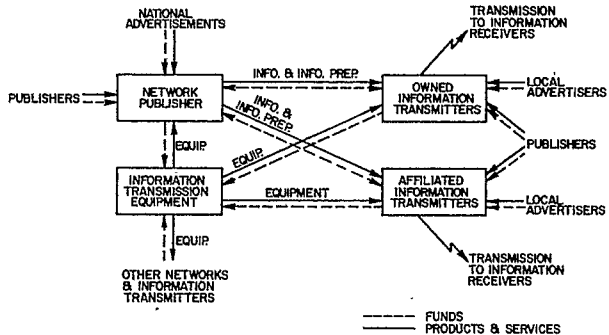 NATIONAL
ADVERTISEMENTS
TRANSMISSION
TO INFORMATION
RECEIVERS
PUBLISHERS
NETWORK
PUBLISHER
INFO. & INFO. PREP.
OWNED
INFORMATION
TRANSMITTERS
LOCAL
ADVERTISERS
INFO. &
INFO. PREP.
EQUIP.
EQUIP.
PUBLISHERS
INFORMATION
TRANSMISSION
EQUIPMENT
EQUIPMENT
AFFILIATED
INFORMATION
TRANSMITTERS
LOCAL
ADVERTISERS
EQUIP.
OTHER NETWORKS
& INFORMATION
TRANSMITTERS
TRANSMISSION
TO INFORMATION
RECEIVERS
FUNDS
PRODUCTS & SERVICES